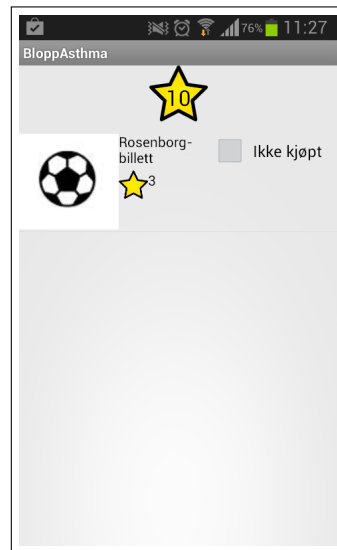 76% 11:27
BloppAsthma
10
Rosenborg-
billett
Ikke kjøpt
3